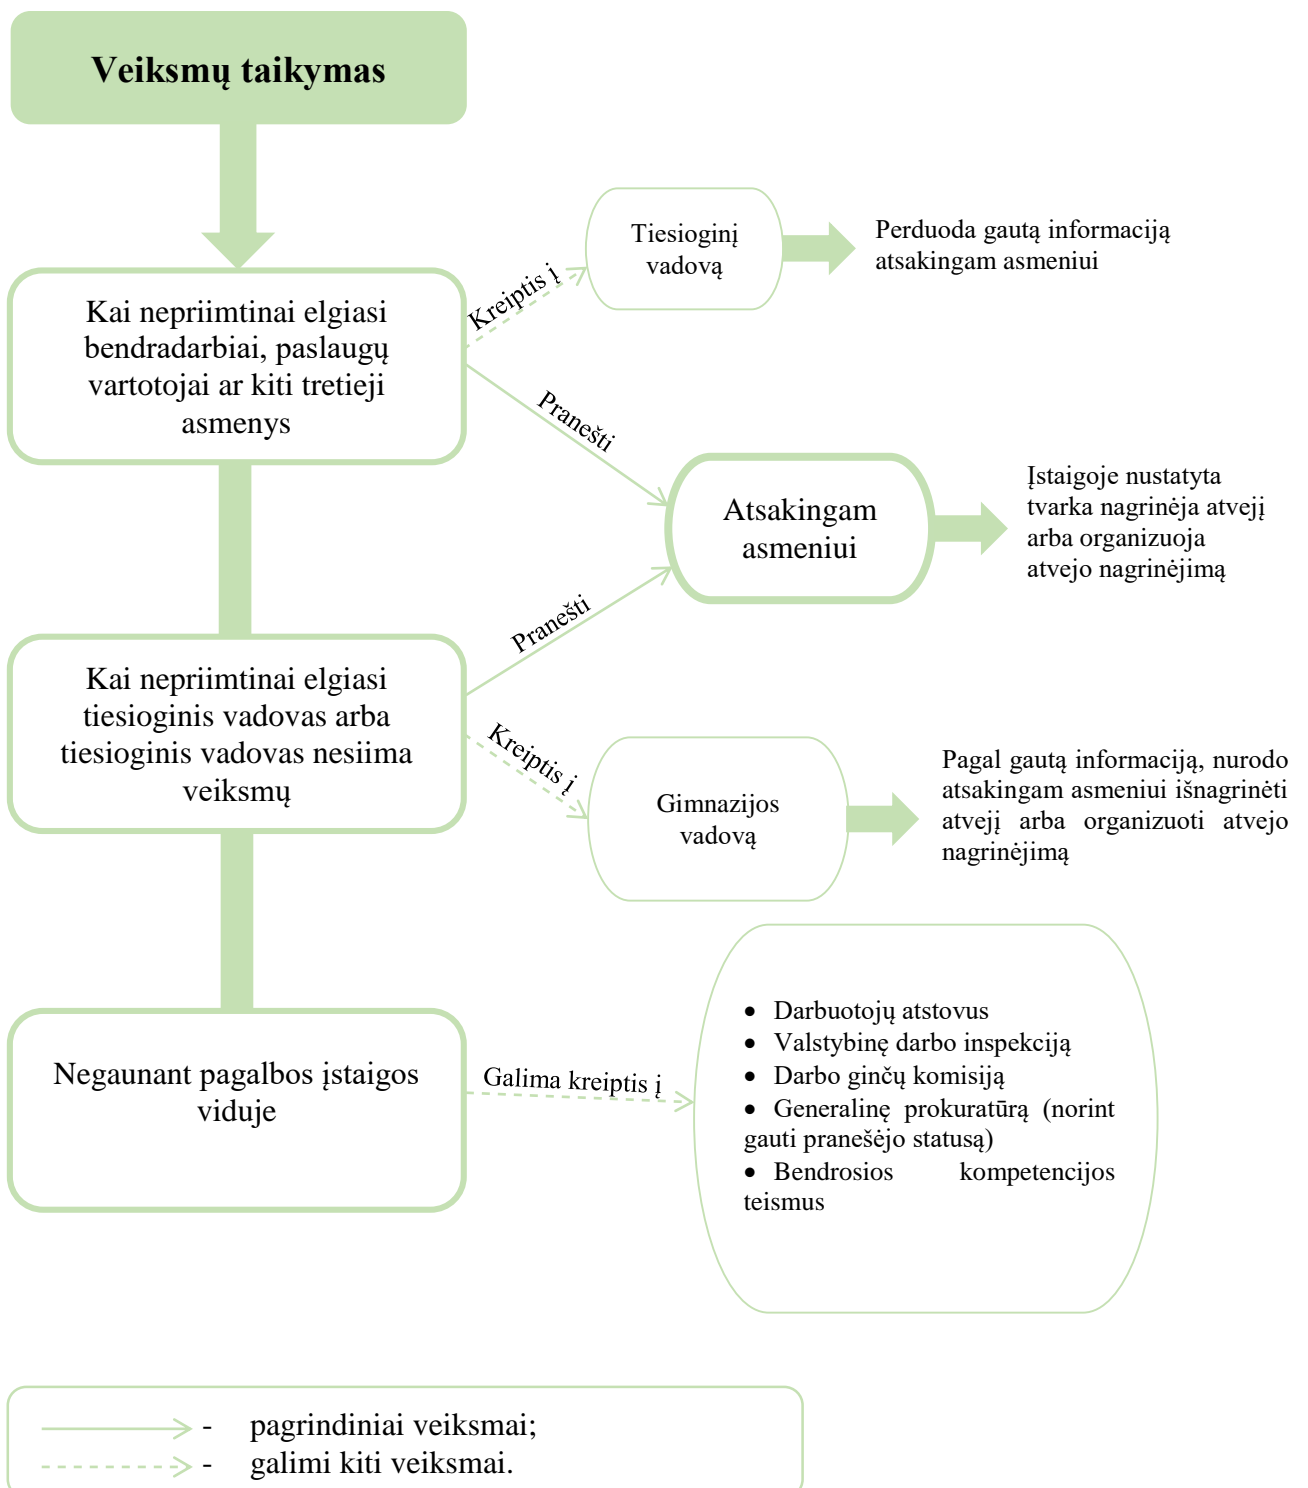 Veiksmų taikymas
Tiesioginį
vadovą
Perduoda gautą informaciją
atsakingam asmeniui
Kreiptis į
Kai nepriimtinai elgiasi
bendradarbiai, paslaugų
vartotojai ar kiti tretieji
asmenys
Pranešti
Atsakingam
asmeniui
Įstaigoje nustatyta
tvarka nagrinėja atvejį
arba organizuoja
atvejo nagrinėjimą
Pranešti
Kai nepriimtinai elgiasi
tiesioginis vadovas arba
tiesioginis vadovas nesiima
veiksmų
Kreiptis į
Gimnazijos
vadovą
Pagal gautą informaciją, nurodo
atsakingam asmeniui išnagrinėti
atvejį arba organizuoti atvejo
nagrinėjimą
Negaunant pagalbos įstaigos
viduje
Galima kreiptis į
• Darbuotojų atstovus
• Valstybinę darbo inspekciją
• Darbo ginčų komisiją
• Generalinę prokuratūrą (norint
gauti pranešėjo statusą)
• Bendrosios kompetencijos
teismus
- pagrindiniai veiksmai;
- galimi kiti veiksmai.